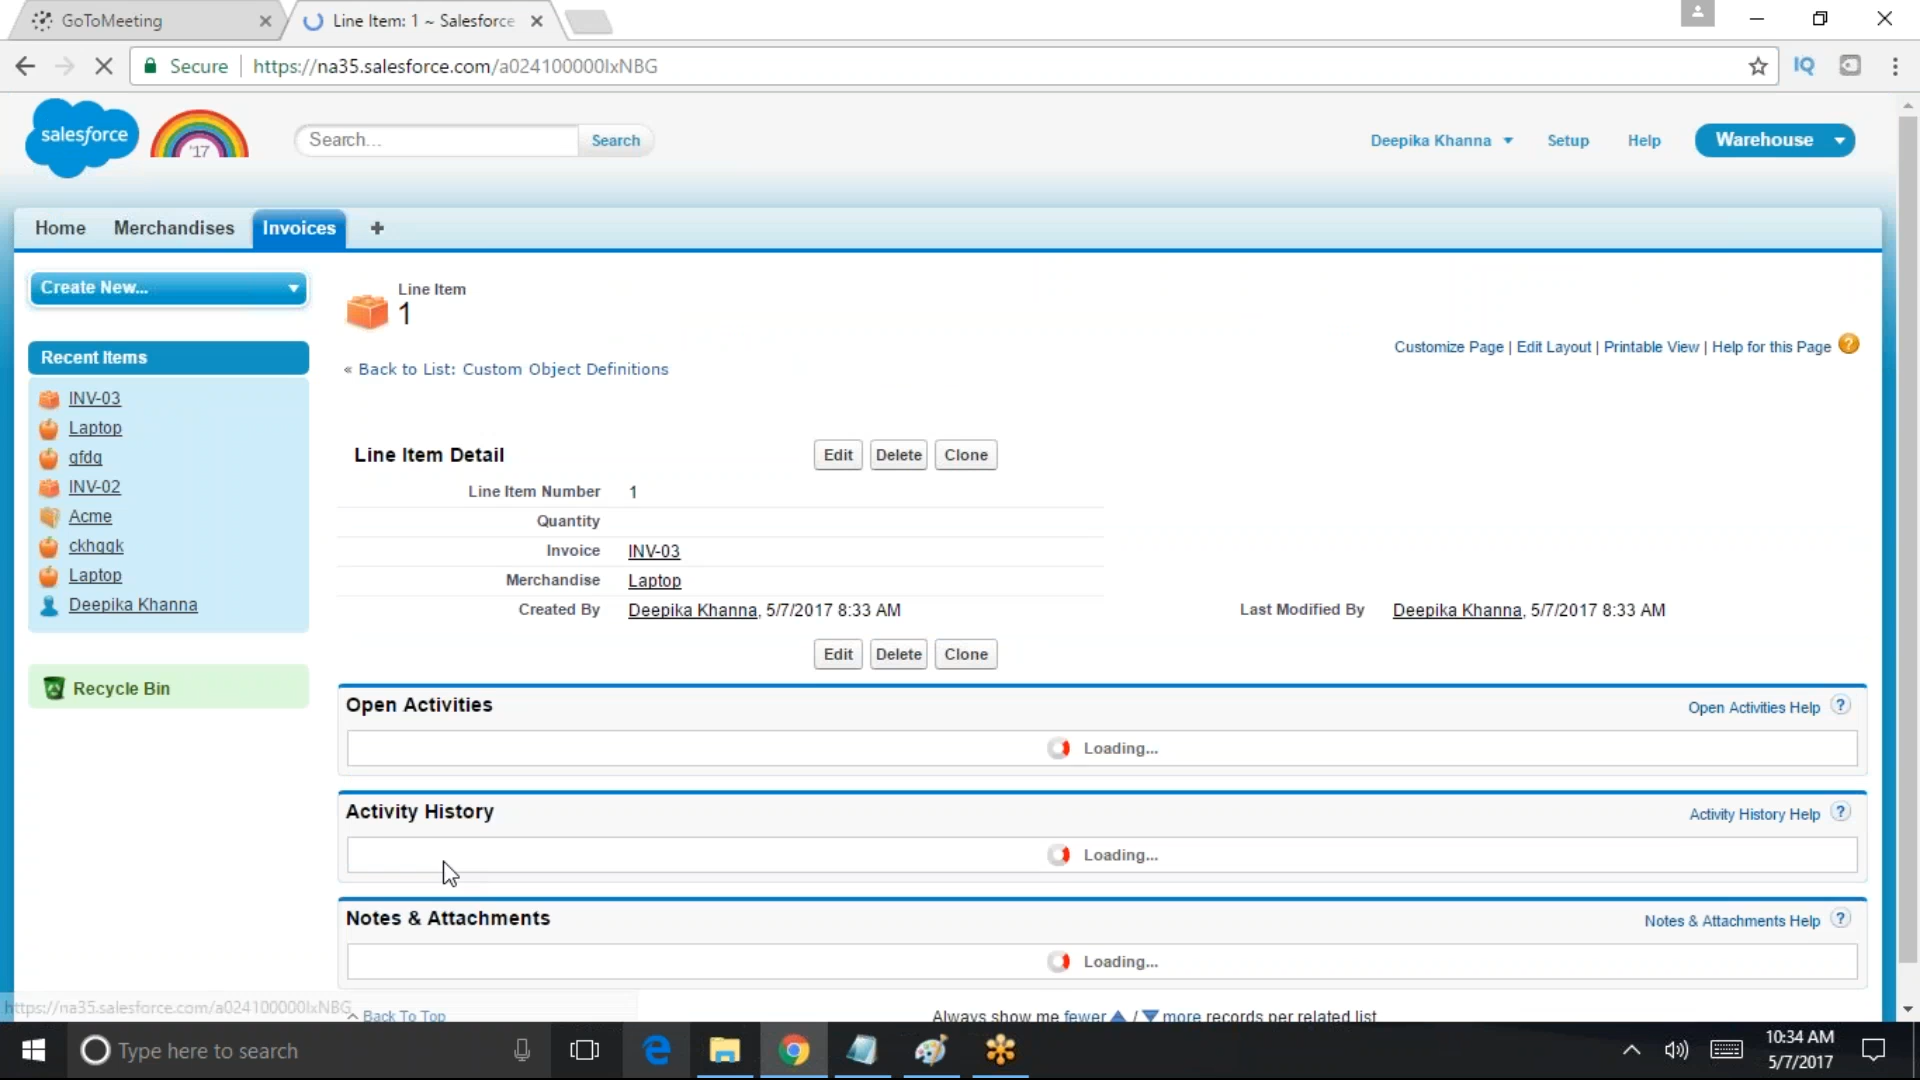 GoToMeeting
Line Item: 1 ~ Salesforce
Secure
https://na35.salesforce.com/a024100000IxNBG
salesforce
'17
Search...
Search
Deepika Khanna
Setup
Help
Warehouse
Home
Merchandises
Invoices
+
Create New...
Line Item
1
Customize Page | Edit Layout | Printable View | Help for this Page
Recent Items
« Back to List: Custom Object Definitions
INV-03
Laptop
gfdg
INV-02
Acme
ckhggk
Laptop
Deepika Khanna
Recycle Bin
Line Item Detail
Edit
Delete
Clone
Line Item Number 1
Quantity
Invoice INV-03
Merchandise Laptop
Created By Deepika Khanna, 5/7/2017 8:33 AM
Last Modified By Deepika Khanna, 5/7/2017 8:33 AM
Edit
Delete
Clone
Open Activities
Open Activities Help ?
Loading...
Activity History
Activity History Help ?
Loading...
Notes & Attachments
Notes & Attachments Help ?
Loading...
https://na35.salesforce.com/a024100000IxNBG
Back To Top
Always show me fewer / more records per related list
Type here to search
10:34 AM
5/7/2017